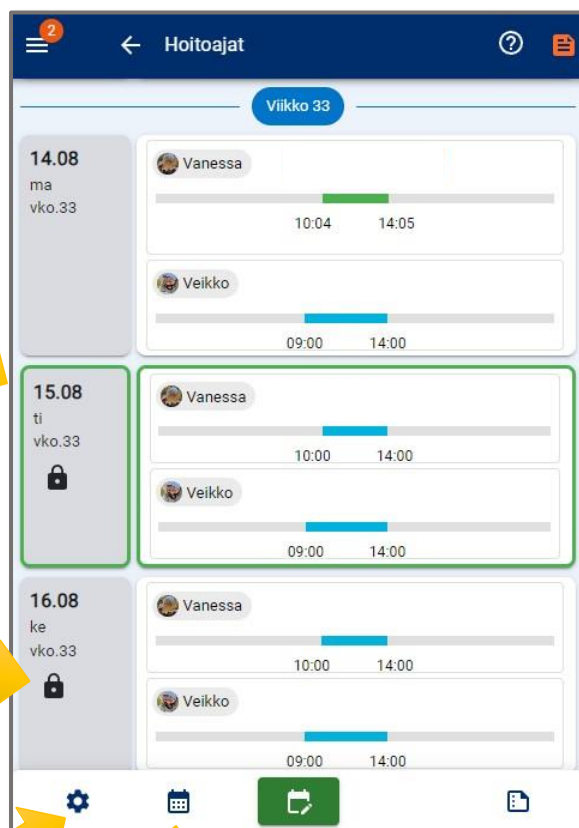 2
Hoitoajat
Viikko 33
14.08
ma
vko.33
Vanessa
10:04 14:05
Veikko
09:00 14:00
15.08
ti
vko.33
Vanessa
10:00 14:00
Veikko
09:00 14:00
16.08
ke
vko.33
Vanessa
10:00 14:00
Veikko
09:00 14:00